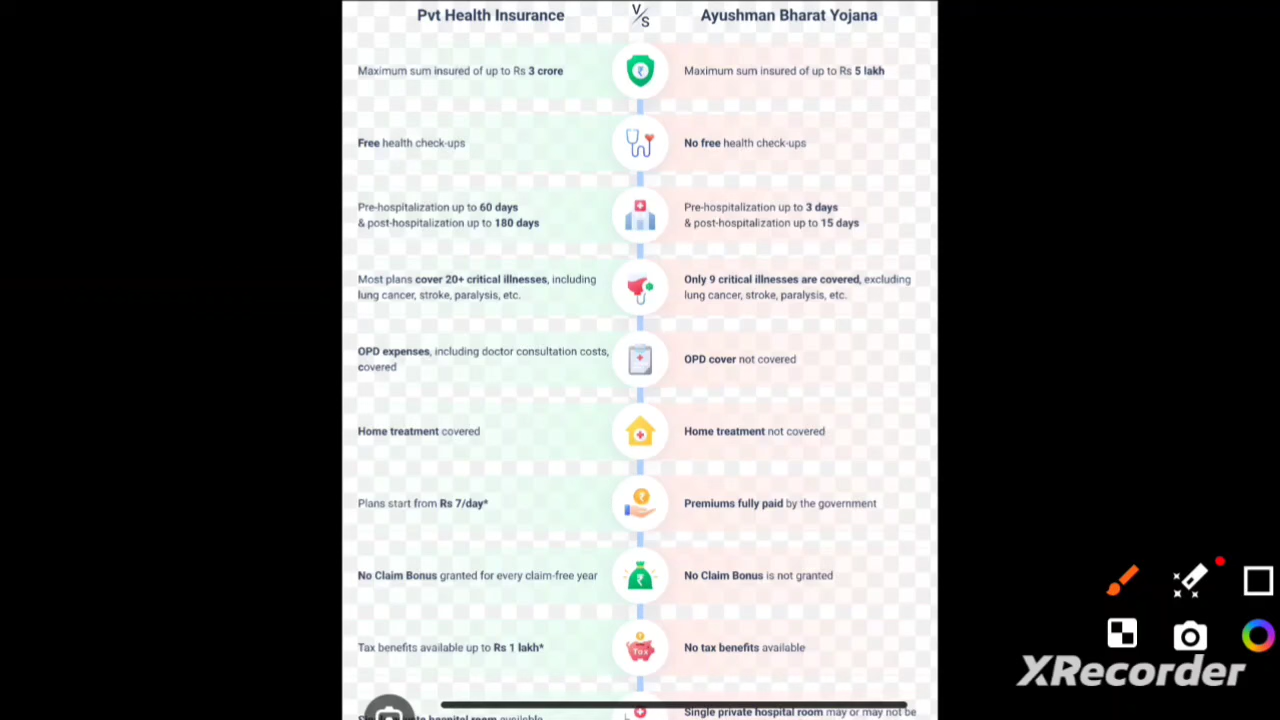 Pvt Health Insurance V/S Ayushman Bharat Yojana
Maximum sum insured of up to Rs 3 crore
Maximum sum insured of up to Rs 5 lakh
Free health check-ups
No free health check-ups
Pre-hospitalization up to 60 days
& post-hospitalization up to 180 days
Pre-hospitalization up to 3 days
& post-hospitalization up to 15 days
Most plans cover 20+ critical illnesses, including
lung cancer, stroke, paralysis, etc.
Only 9 critical illnesses are covered, excluding
lung cancer, stroke, paralysis, etc.
OPD expenses, including doctor consultation costs,
covered
OPD cover not covered
Home treatment covered
Home treatment not covered
Plans start from Rs 7/day*
Premiums fully paid by the government
No Claim Bonus granted for every claim-free year
No Claim Bonus is not granted
Tax benefits available up to Rs 1 lakh*
Tax
No tax benefits available
hospital room available
Single private hospital room may or may not be
XRecorder